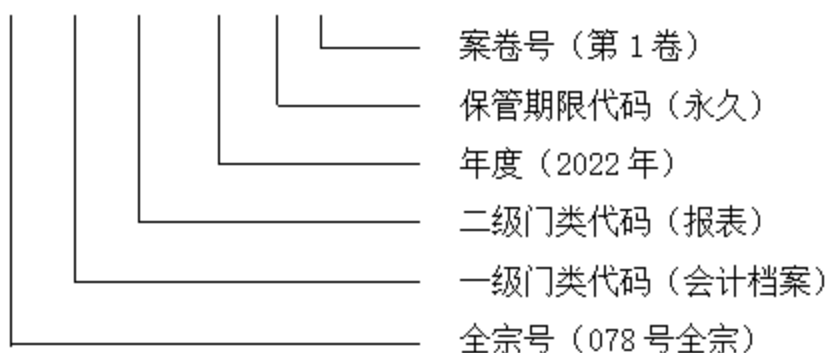 案卷号（第 1 卷）
保管期限代码（永久）
年度（2022 年）
二级门类代码（报表）
一级门类代码（会计档案）
全宗号（078 号全宗）